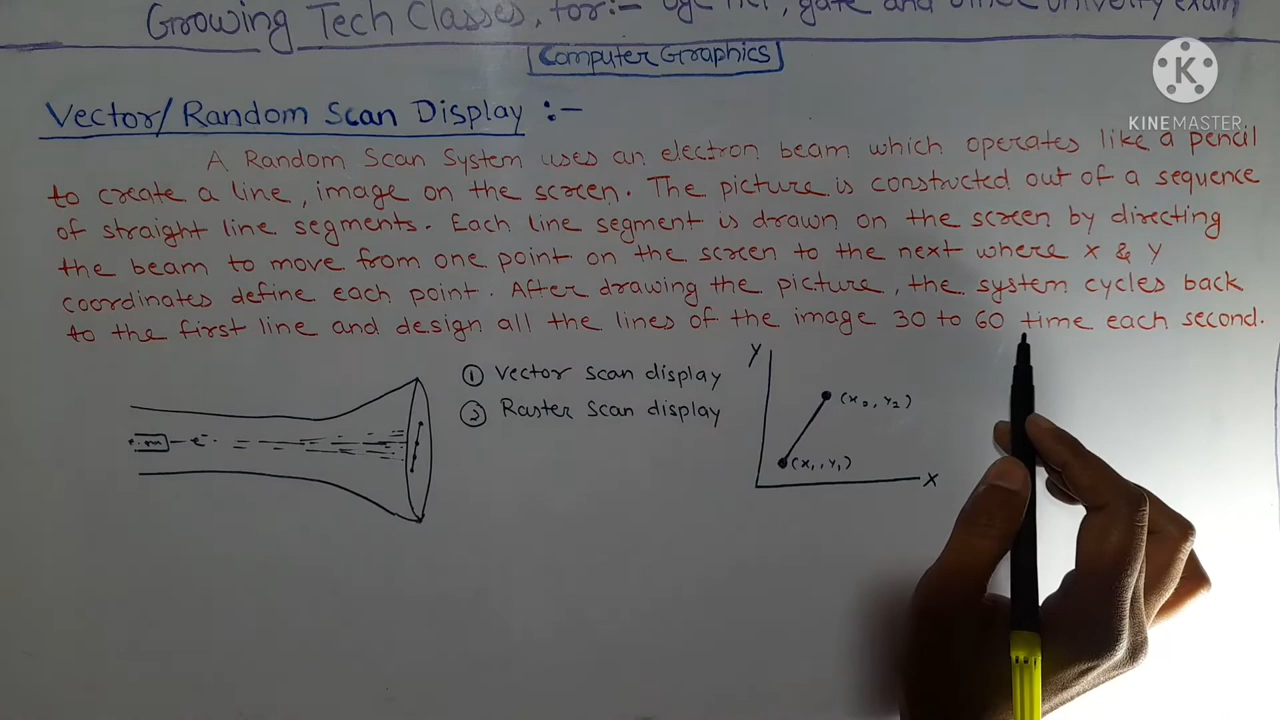 Growing Tech Classes, for:- Ugc net, gate and other university exam
Computer Graphics
KINEMASTER
Vector/Random Scan Display :-
A Random Scan System uses an electron beam which operates like a pencil
to create a line, image on the screen. The picture is constructed out of a sequence
of straight line segments. Each line segment is drawn on the screen by directing
the beam to move from one point on the screen to the next where x & y
coordinates define each point. After drawing the picture, the system cycles back
to the first line and design all the lines of the image 30 to 60 time each second.
① Vector scan display
② Raster scan display
e-
Y
(x2, y2)
(x1, y1)
X